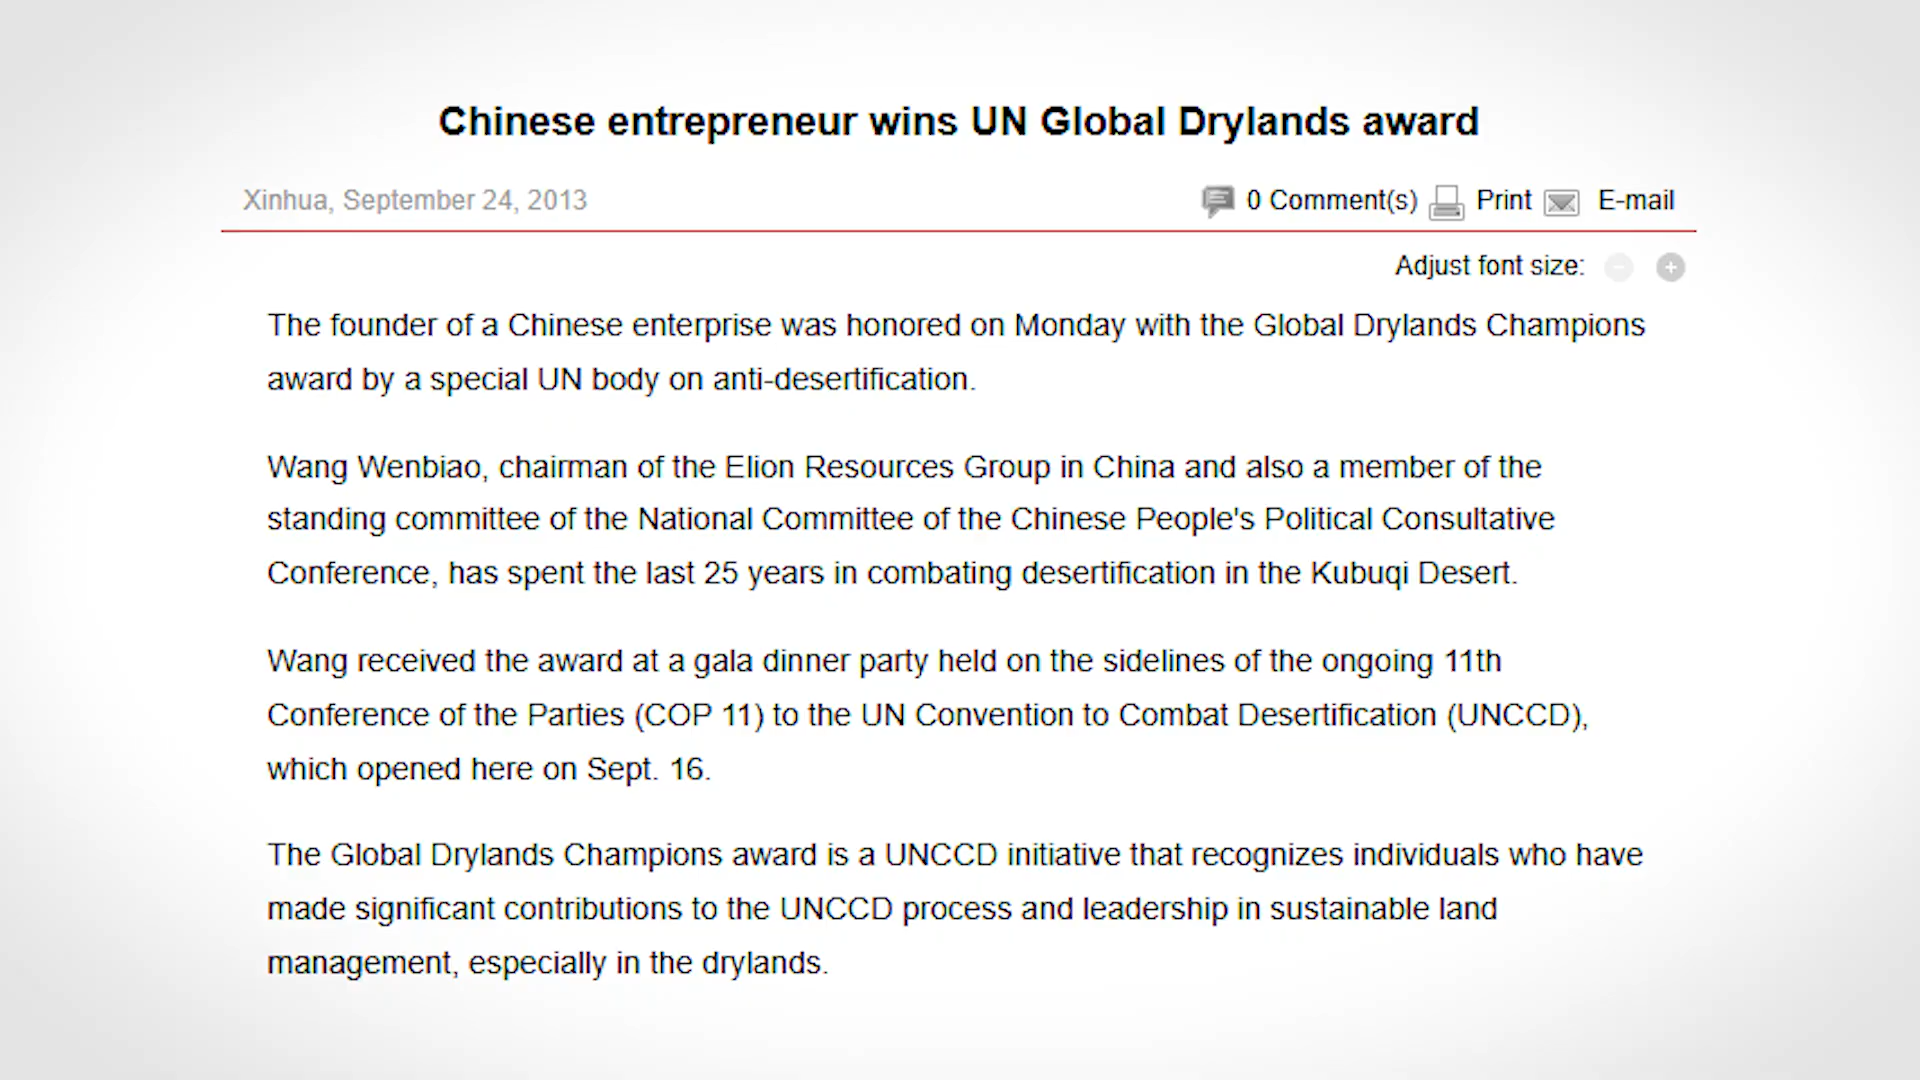 Chinese entrepreneur wins UN Global Drylands award
Xinhua, September 24, 2013
0 Comment(s) Print E-mail
Adjust font size:
The founder of a Chinese enterprise was honored on Monday with the Global Drylands Champions
award by a special UN body on anti-desertification.
Wang Wenbiao, chairman of the Elion Resources Group in China and also a member of the
standing committee of the National Committee of the Chinese People's Political Consultative
Conference, has spent the last 25 years in combating desertification in the Kubuqi Desert.
Wang received the award at a gala dinner party held on the sidelines of the ongoing 11th
Conference of the Parties (COP 11) to the UN Convention to Combat Desertification (UNCCD),
which opened here on Sept. 16.
The Global Drylands Champions award is a UNCCD initiative that recognizes individuals who have
made significant contributions to the UNCCD process and leadership in sustainable land
management, especially in the drylands.